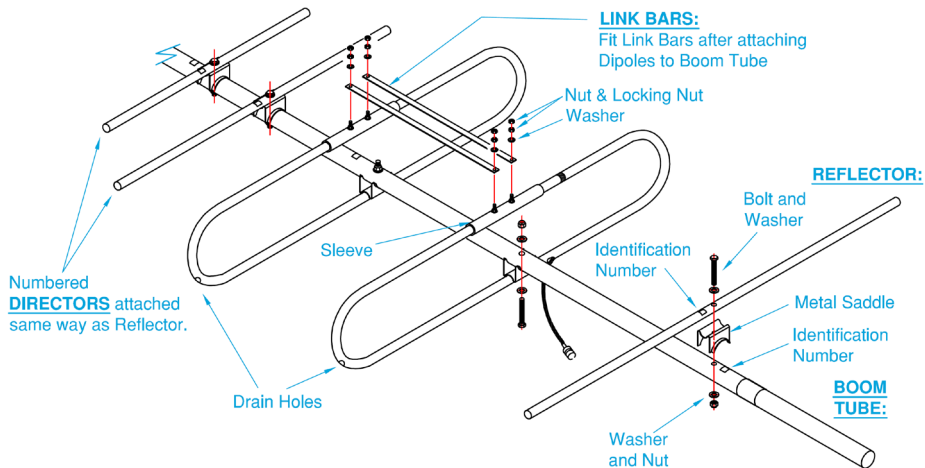 LINK BARS:
Fit Link Bars after attaching
Dipoles to Boom Tube
Nut & Locking Nut
Washer
REFLECTOR:
Bolt and
Washer
Sleeve
Identification
Number
Numbered
DIRECTORS attached
same way as Reflector.
Metal Saddle
Identification
Number
Drain Holes
BOOM
TUBE:
Washer
and Nut